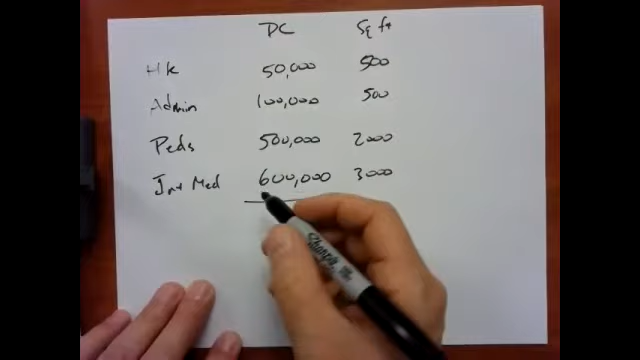 DC Sq ft
Hk 50,000 500
Admin 100,000 500
Peds 500,000 2000
Int Med 600,000 3000
Sharpie